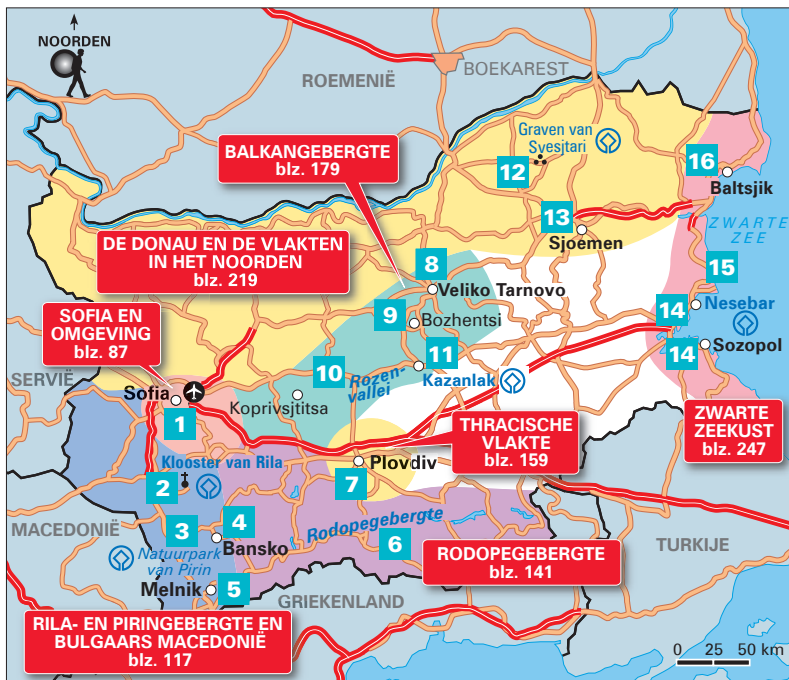 NOORDEN
ROEMENIË
BOEKAREST
Graven van
Svesjtari
12
16
Baltsjik
BALKANGEBERGTE
blz. 179
13
Sjoemen
ZWARTE
ZEE
DE DONAU EN DE VLAKTEN
IN HET NOORDEN
blz. 219
8
Veliko Tarnovo
15
9
Bozhentsi
14
Nesebar
SOFIA EN
OMGEVING
blz. 87
14
Sozopol
SERVIË
10
11
Rozen-
vallei
Kazanlak
Sofia
1
Koprivsjtitsa
THRACISCHE
VLAKTE
blz. 159
ZWARTE
ZEEKUST
blz. 247
Klooster van Rila
2
7
Plovdiv
MACEDONIË
3
4
Bansko
Rodopegebergte
6
Natuurpark
van Pirin
RODOPEGEBERGTE
blz. 141
TURKIJE
Melnik
5
GRIEKENLAND
RILA- EN PIRINGEBERGTE EN
BULGAARS MACEDONIË
blz. 117
0 25 50 km